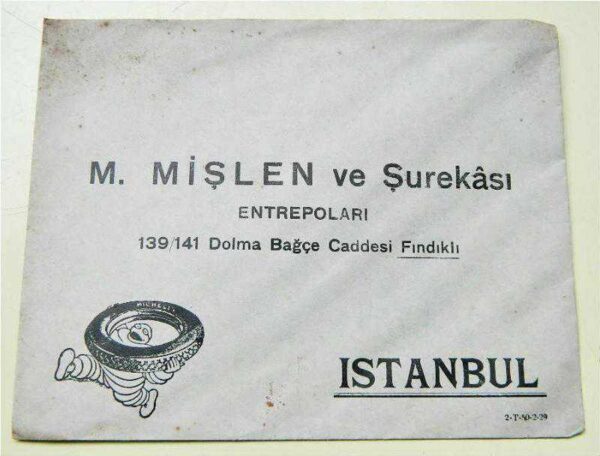 M. MİŞLEN ve Şurekâsı
ENTREPOLARI
139/141 Dolma Bağçe Caddesi Fındıklı
MICHELIN
ISTANBUL
2-T-50-2-29